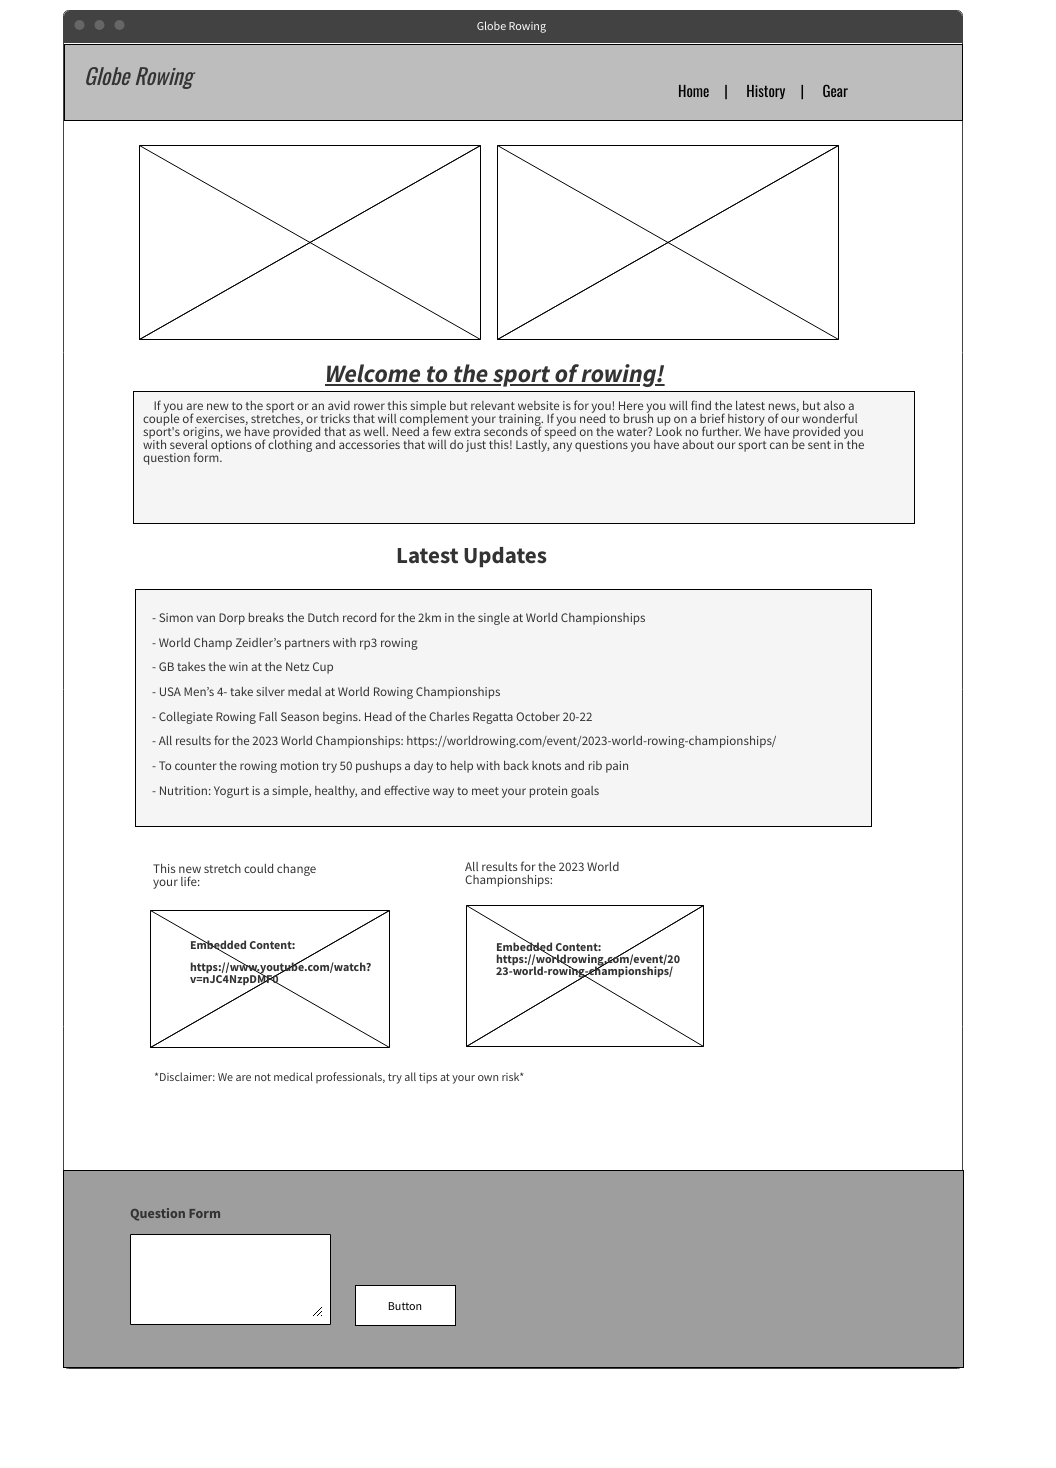 Globe Rowing
Globe Rowing
Home | History | Gear
Welcome to the sport of rowing!
If you are new to the sport or an avid rower this simple but relevant website is for you! Here you will find the latest news, but also a
couple of exercises, stretches, or tricks that will complement your training. If you need to brush up on a brief history of our wonderful
sport's origins, we have provided that as well. Need a few extra seconds of speed on the water? Look no further. We have provided you
with several options of clothing and accessories that will do just this! Lastly, any questions you have about our sport can be sent in the
question form.
Latest Updates
- Simon van Dorp breaks the Dutch record for the 2km in the single at World Championships
- World Champ Zeidler’s partners with rp3 rowing
- GB takes the win at the Netz Cup
- USA Men’s 4- take silver medal at World Rowing Championships
- Collegiate Rowing Fall Season begins. Head of the Charles Regatta October 20-22
- All results for the 2023 World Championships: https://worldrowing.com/event/2023-world-rowing-championships/
- To counter the rowing motion try 50 pushups a day to help with back knots and rib pain
- Nutrition: Yogurt is a simple, healthy, and effective way to meet your protein goals
This new stretch could change
your life:
Embedded Content:
https://www.youtube.com/watch?
v=nJC4NzpDMF0
All results for the 2023 World
Championships:
Embedded Content:
https://worldrowing.com/event/20
23-world-rowing-championships/
*Disclaimer: We are not medical professionals, try all tips at your own risk*
Question Form
Button